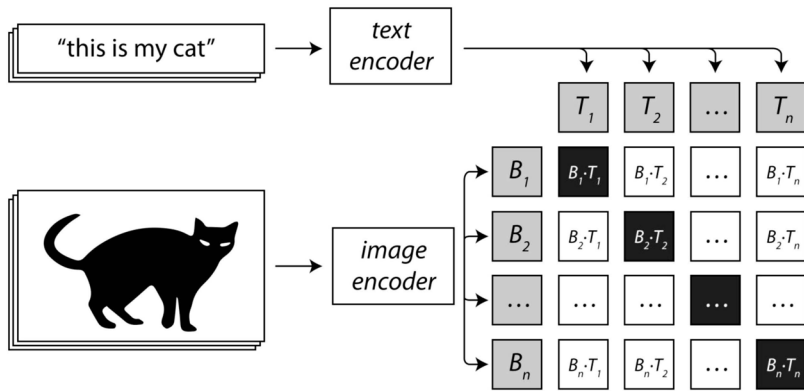 “this is my cat”
text
encoder
T₁ T₂ ... Tₙ
B₁ B₁·T₁ B₁·T₂ ... B₁·Tₙ
B₂ B₂·T₁ B₂·T₂ ... B₂·Tₙ
image
encoder
... ... ... ... ...
Bₙ Bₙ·T₁ Bₙ·T₂ ... Bₙ·Tₙ